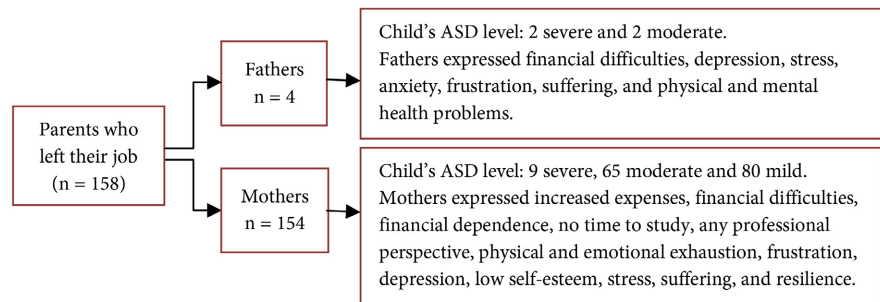 Parents who
left their job
(n = 158)
Fathers
n = 4
Child’s ASD level: 2 severe and 2 moderate.
Fathers expressed financial difficulties, depression, stress,
anxiety, frustration, suffering, and physical and mental
health problems.
Mothers
n = 154
Child’s ASD level: 9 severe, 65 moderate and 80 mild.
Mothers expressed increased expenses, financial difficulties,
financial dependence, no time to study, any professional
perspective, physical and emotional exhaustion, frustration,
depression, low self-esteem, stress, suffering, and resilience.